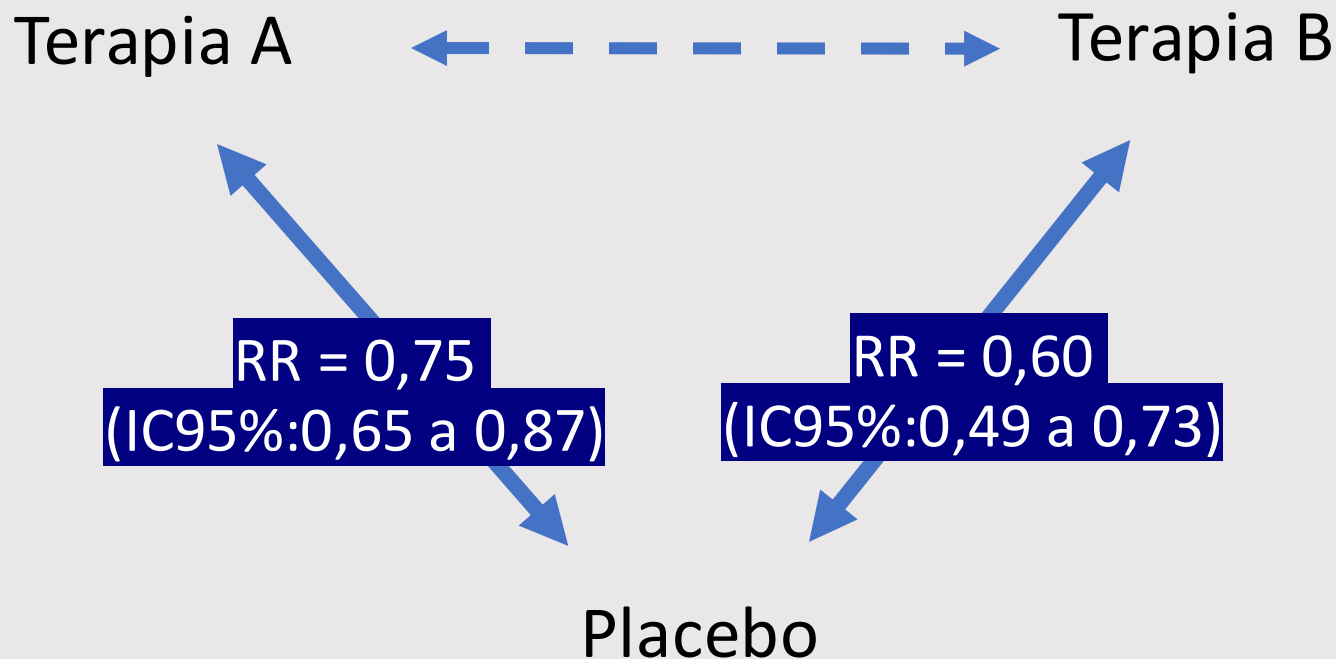 Terapia A
Terapia B
RR = 0,75
(IC95%:0,65 a 0,87)
RR = 0,60
(IC95%:0,49 a 0,73)
Placebo